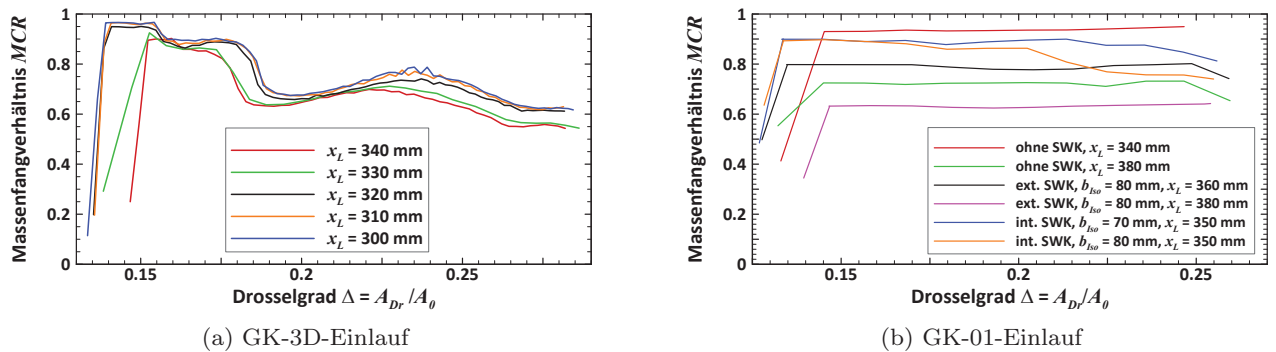 Massenfangverhältnis MCR
1
0.8
0.6
0.4
0.2
0
0.15
0.2
0.25
x_L = 340 mm
x_L = 330 mm
x_L = 320 mm
x_L = 310 mm
x_L = 300 mm
Drosselgrad Δ = A_Dr /A_0
(a) GK-3D-Einlauf
Massenfangverhältnis MCR
1
0.8
0.6
0.4
0.2
0
0.15
0.2
0.25
ohne SWK, x_L = 340 mm
ohne SWK, x_L = 380 mm
ext. SWK, b_Iso = 80 mm, x_L = 360 mm
ext. SWK, b_Iso = 80 mm, x_L = 380 mm
int. SWK, b_Iso = 70 mm, x_L = 350 mm
int. SWK, b_Iso = 80 mm, x_L = 350 mm
Drosselgrad Δ = A_Dr/A_0
(b) GK-01-Einlauf